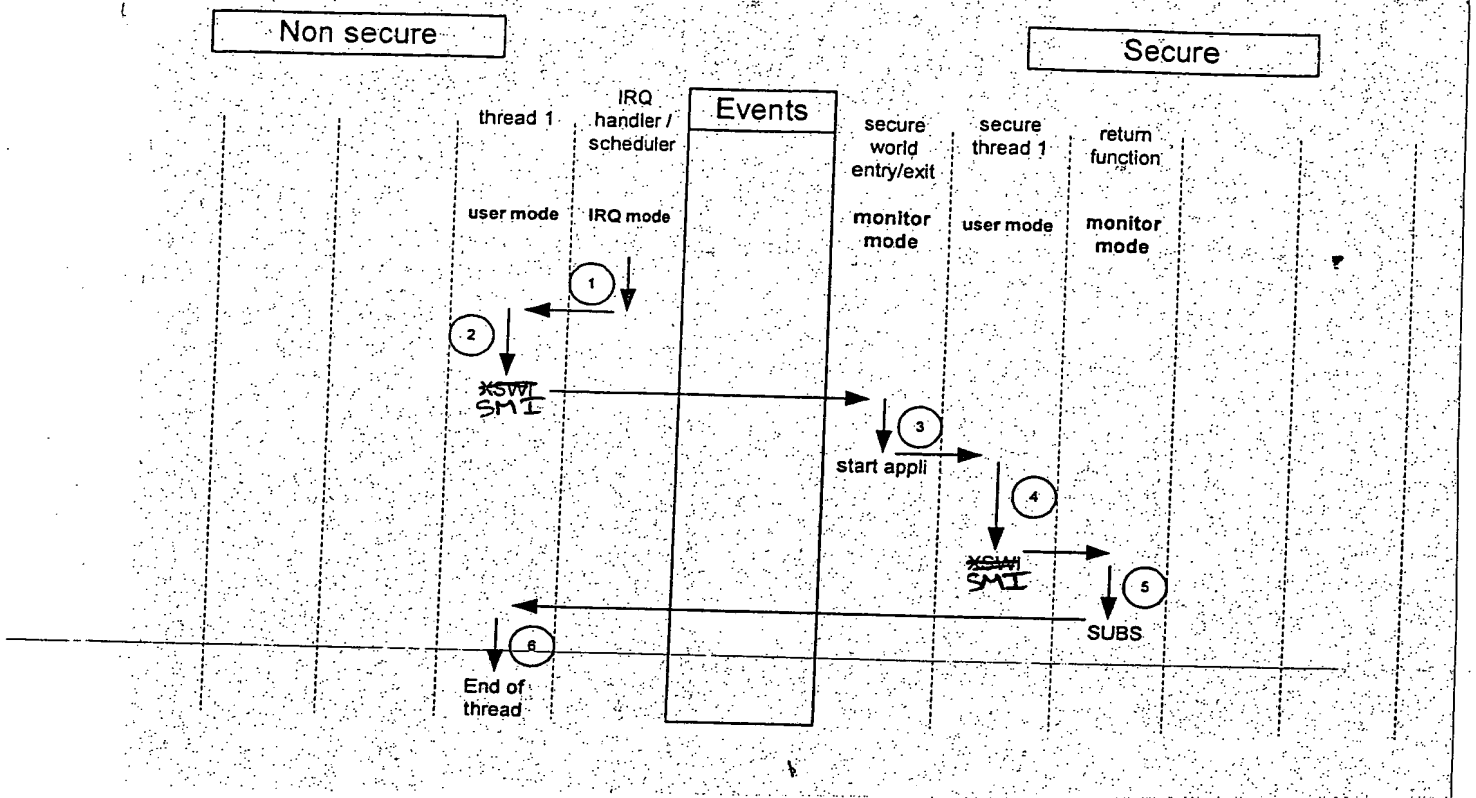 Non secure
Secure
Events
thread 1
IRQ
handler /
scheduler
secure
world
entry/exit
secure
thread 1
return
function
user mode
IRQ mode
monitor
mode
user mode
monitor
mode
1
2
XSWI
SMI
3
start appli
4
XSWI
SMI
5
SUBS
6
End of
thread